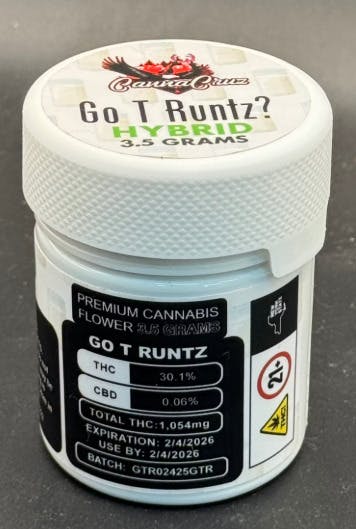 CannaCruz
Go T Runtz?
HYBRID
3.5 GRAMS
PREMIUM CANNABIS
FLOWER 3.5 GRAMS
GO T RUNTZ
THC 30.1%
CBD 0.06%
TOTAL THC:1,054mg
EXPIRATION: 2/4/2026
USE BY: 2/4/2026
BATCH: GTR02425GTR
21+
THC